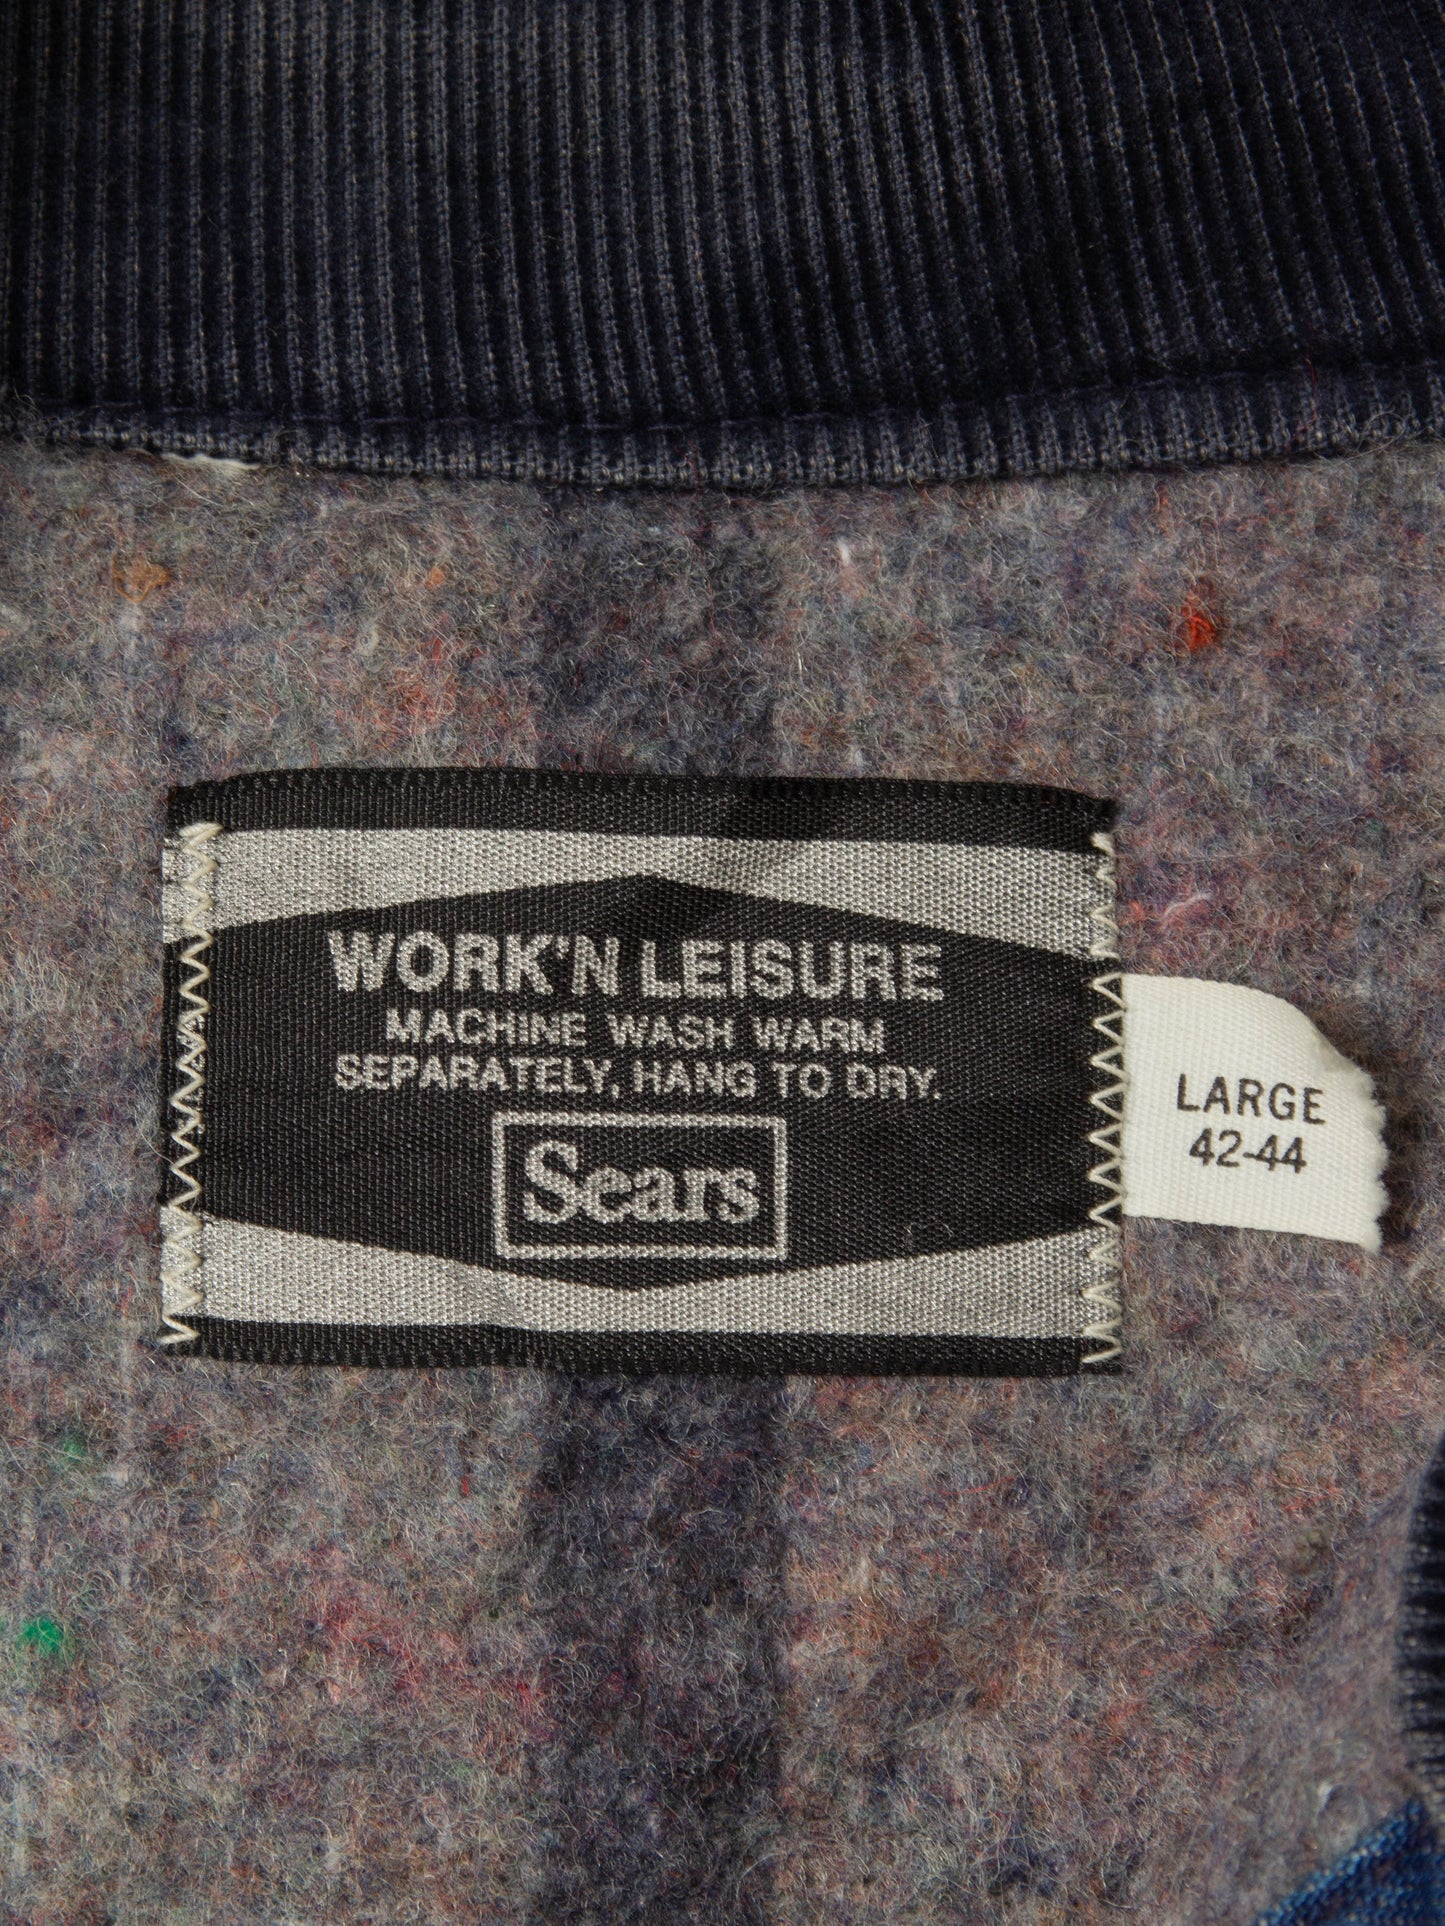 WORK'N LEISURE
MACHINE WASH WARM
SEPARATELY, HANG TO DRY.
Sears
LARGE
42-44